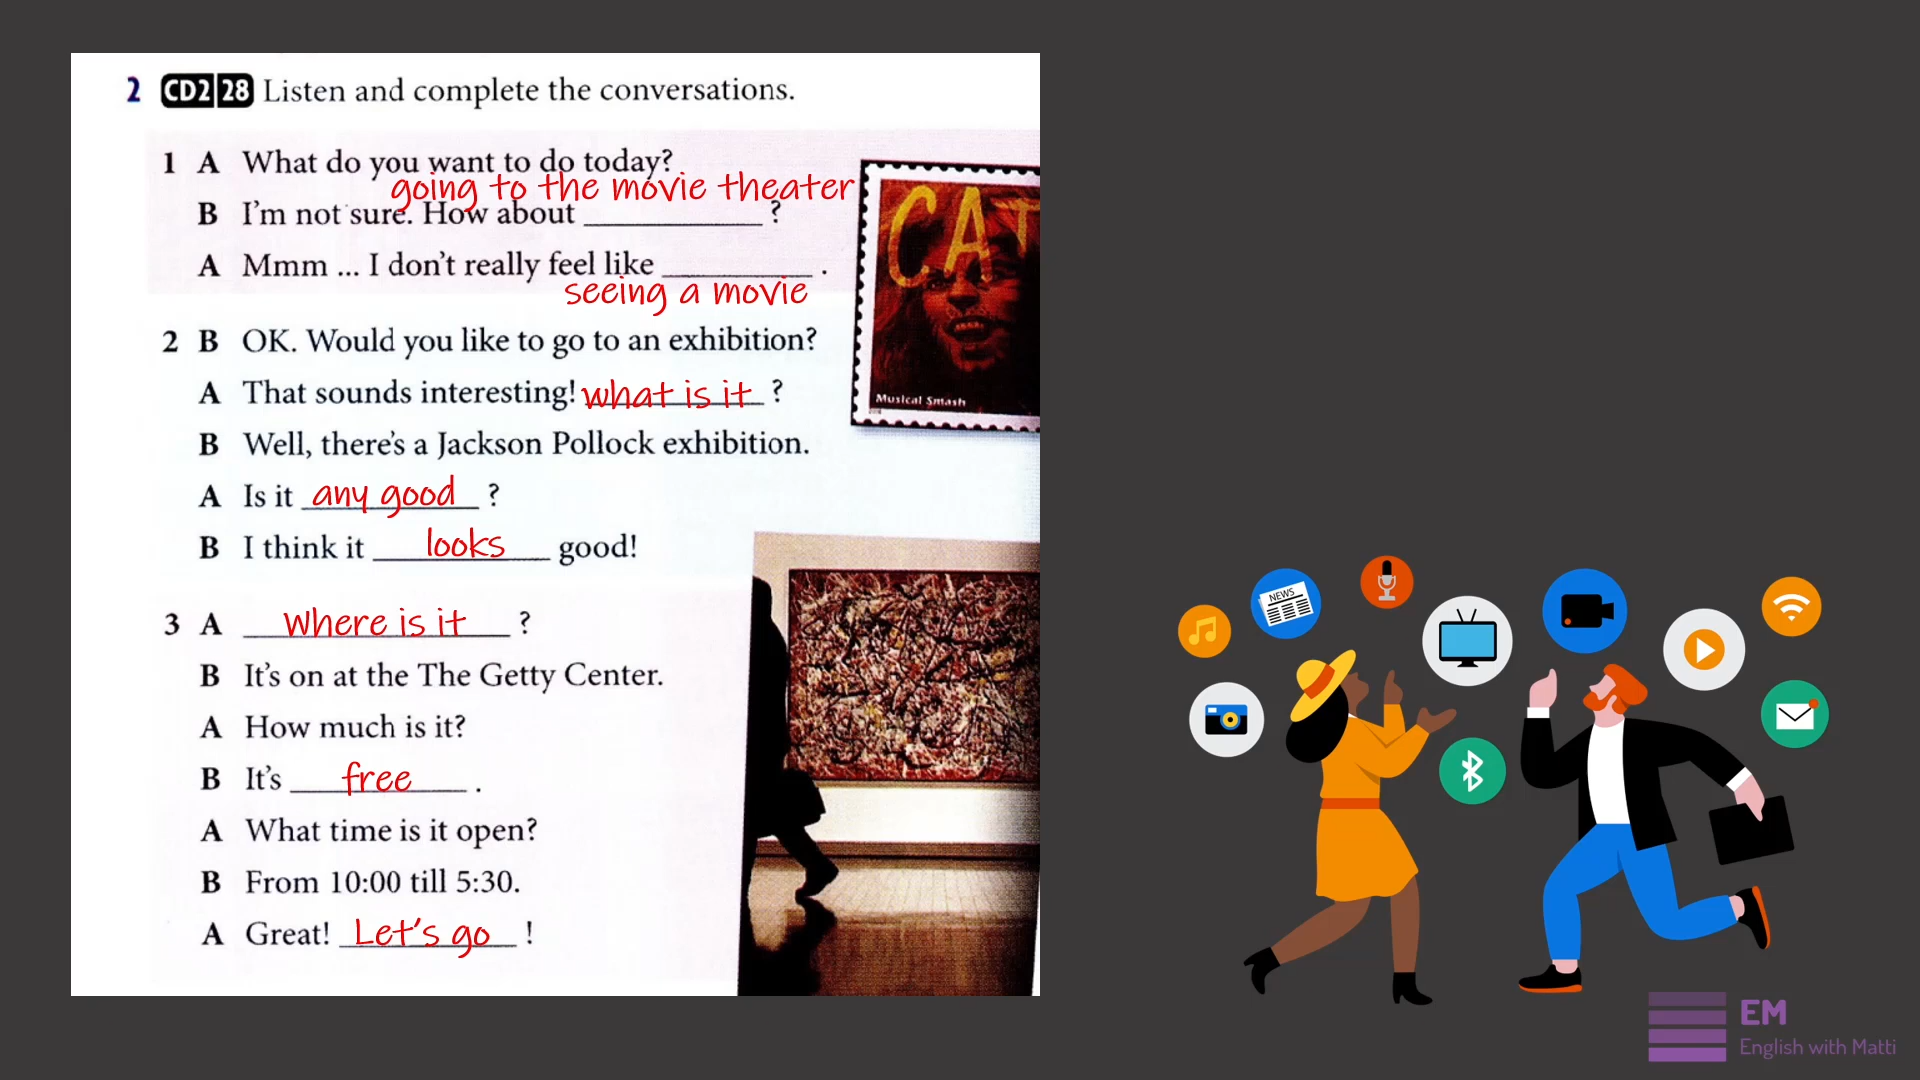 2 CD2 28 Listen and complete the conversations.
1 A What do you want to do today?
going to the movie theater
B I'm not sure. How about ____________ ?
A Mmm ... I don't really feel like __________ .
seeing a movie
2 B OK. Would you like to go to an exhibition?
A That sounds interesting! what is it ?
B Well, there's a Jackson Pollock exhibition.
A Is it any good ?
B I think it looks good!
3 A Where is it ?
B It's on at the The Getty Center.
A How much is it?
B It's free .
A What time is it open?
B From 10:00 till 5:30.
A Great! Let's go !
CAT
Musical Smash
NEWS
EM
English with Matti